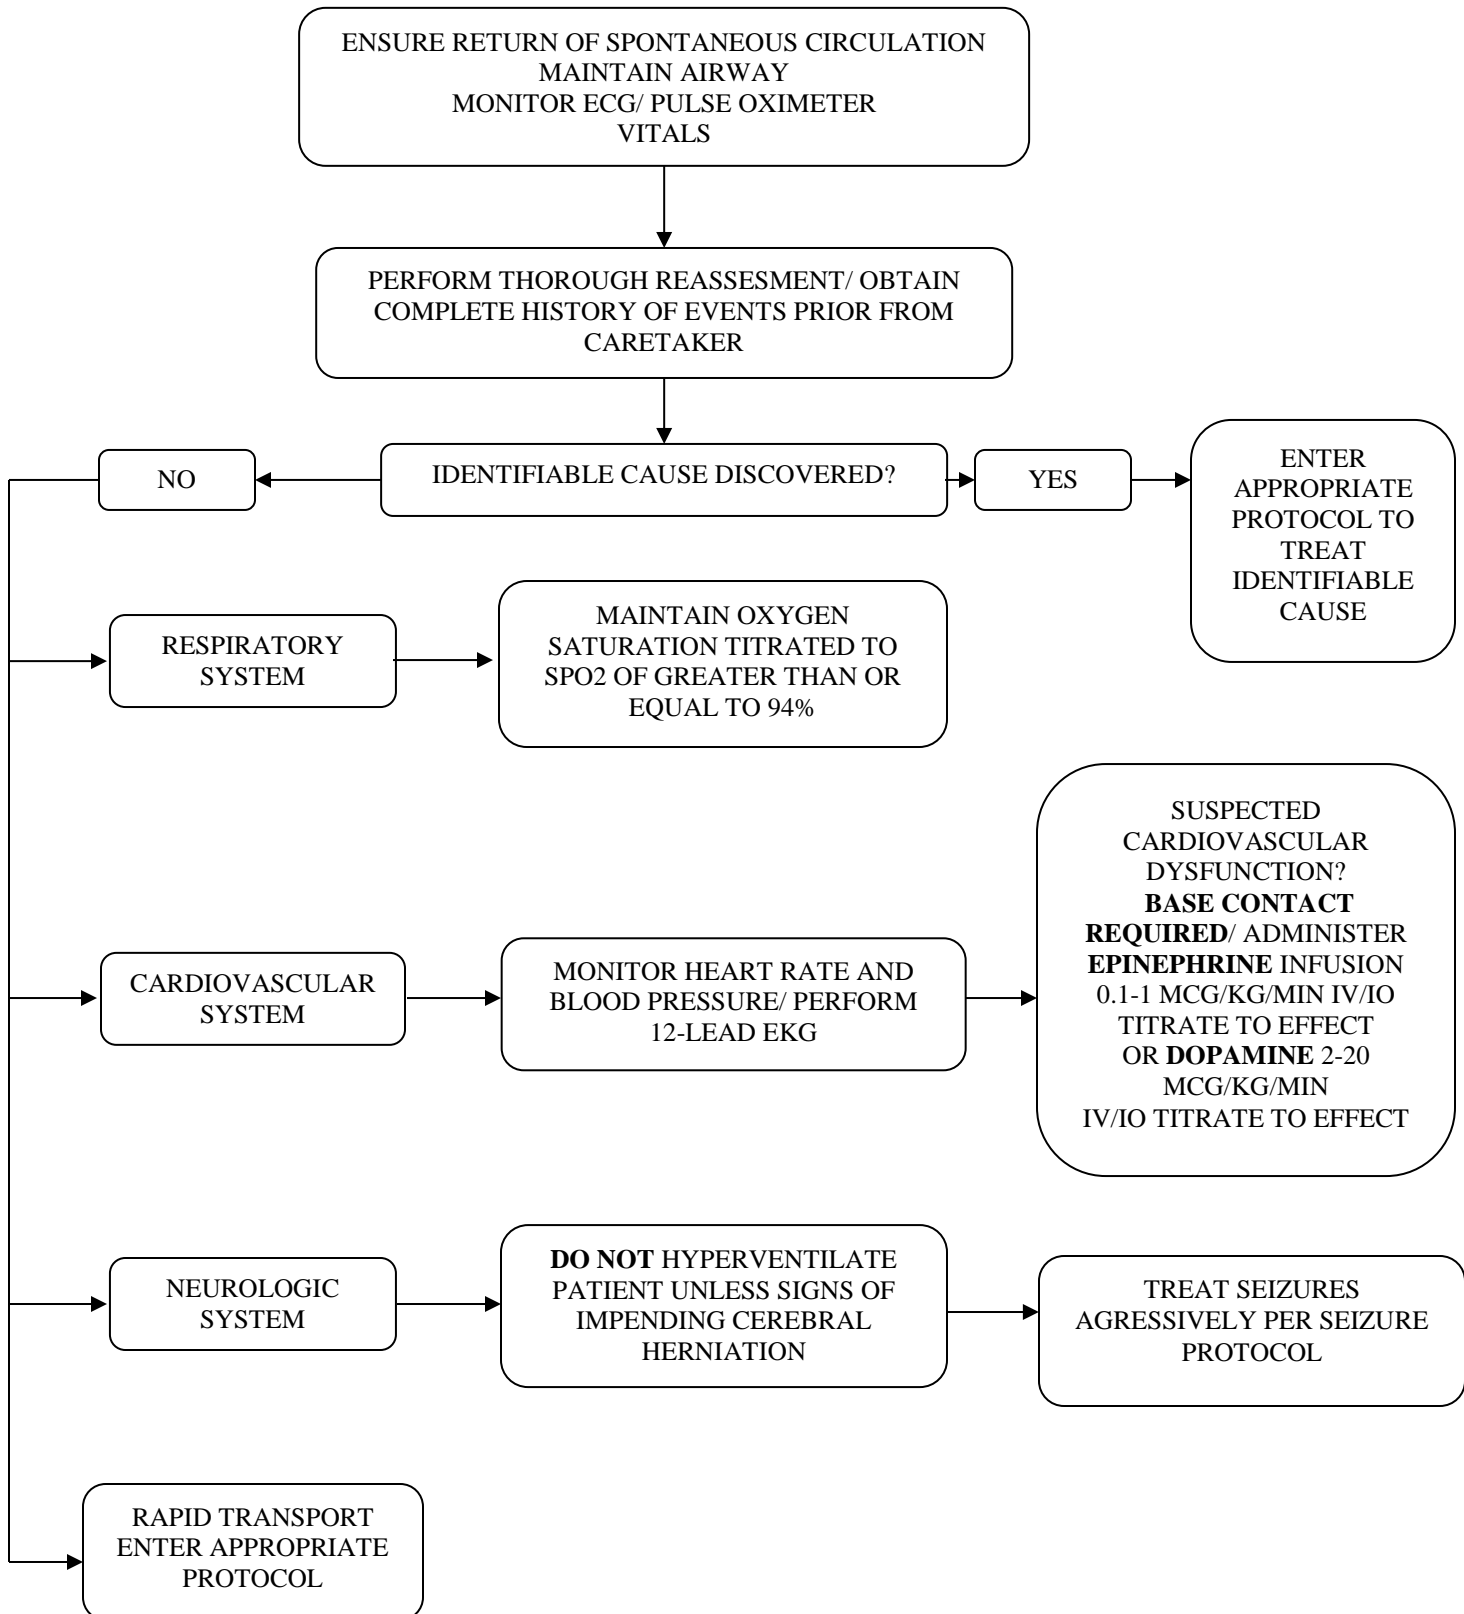 ENSURE RETURN OF SPONTANEOUS CIRCULATION
MAINTAIN AIRWAY
MONITOR ECG/ PULSE OXIMETER
VITALS
PERFORM THOROUGH REASSESMENT/ OBTAIN
COMPLETE HISTORY OF EVENTS PRIOR FROM
CARETAKER
NO
IDENTIFIABLE CAUSE DISCOVERED?
YES
ENTER
APPROPRIATE
PROTOCOL TO
TREAT
IDENTIFIABLE
CAUSE
RESPIRATORY
SYSTEM
MAINTAIN OXYGEN
SATURATION TITRATED TO
SPO2 OF GREATER THAN OR
EQUAL TO 94%
CARDIOVASCULAR
SYSTEM
MONITOR HEART RATE AND
BLOOD PRESSURE/ PERFORM
12-LEAD EKG
SUSPECTED
CARDIOVASCULAR
DYSFUNCTION?
BASE CONTACT
REQUIRED/ ADMINISTER
EPINEPHRINE INFUSION
0.1-1 MCG/KG/MIN IV/IO
TITRATE TO EFFECT
OR DOPAMINE 2-20
MCG/KG/MIN
IV/IO TITRATE TO EFFECT
NEUROLOGIC
SYSTEM
DO NOT HYPERVENTILATE
PATIENT UNLESS SIGNS OF
IMPENDING CEREBRAL
HERNIATION
TREAT SEIZURES
AGRESSIVELY PER SEIZURE
PROTOCOL
RAPID TRANSPORT
ENTER APPROPRIATE
PROTOCOL